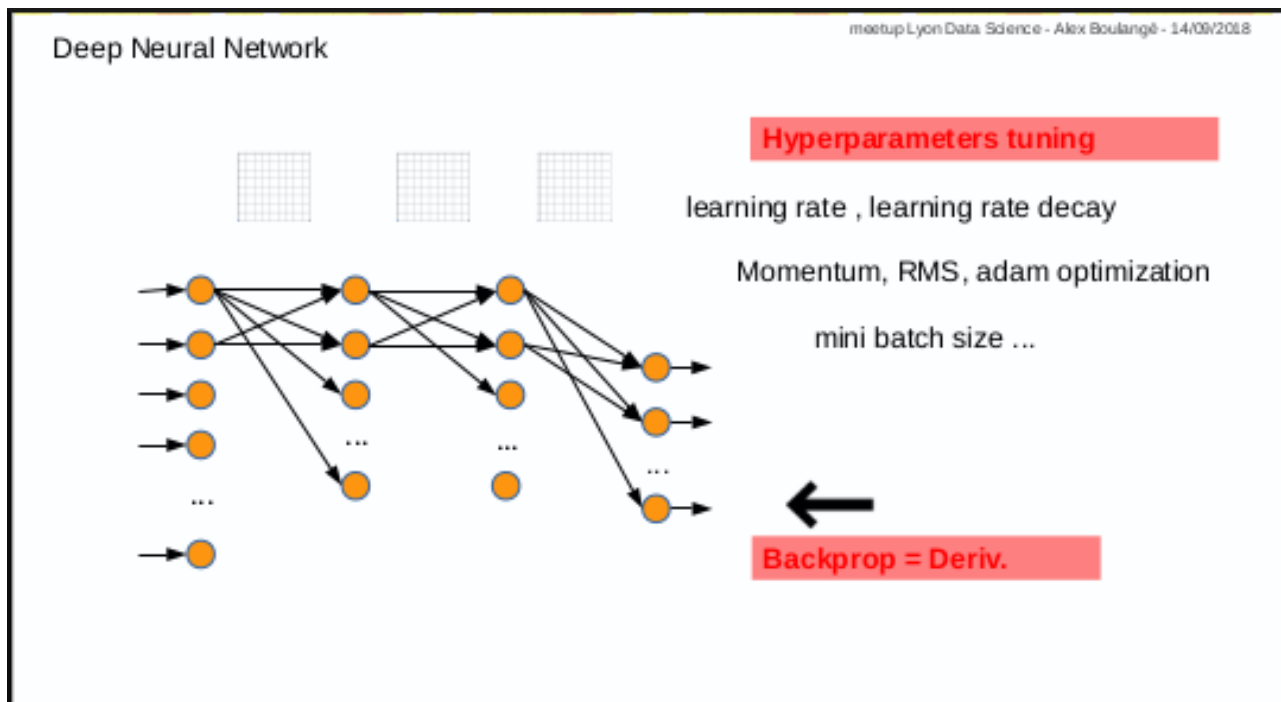 meetup Lyon Data Science - Alex Boulangé - 14/09/2018
Deep Neural Network
Hyperparameters tuning
learning rate , learning rate decay
Momentum, RMS, adam optimization
mini batch size ...
...
...
...
...
Backprop = Deriv.